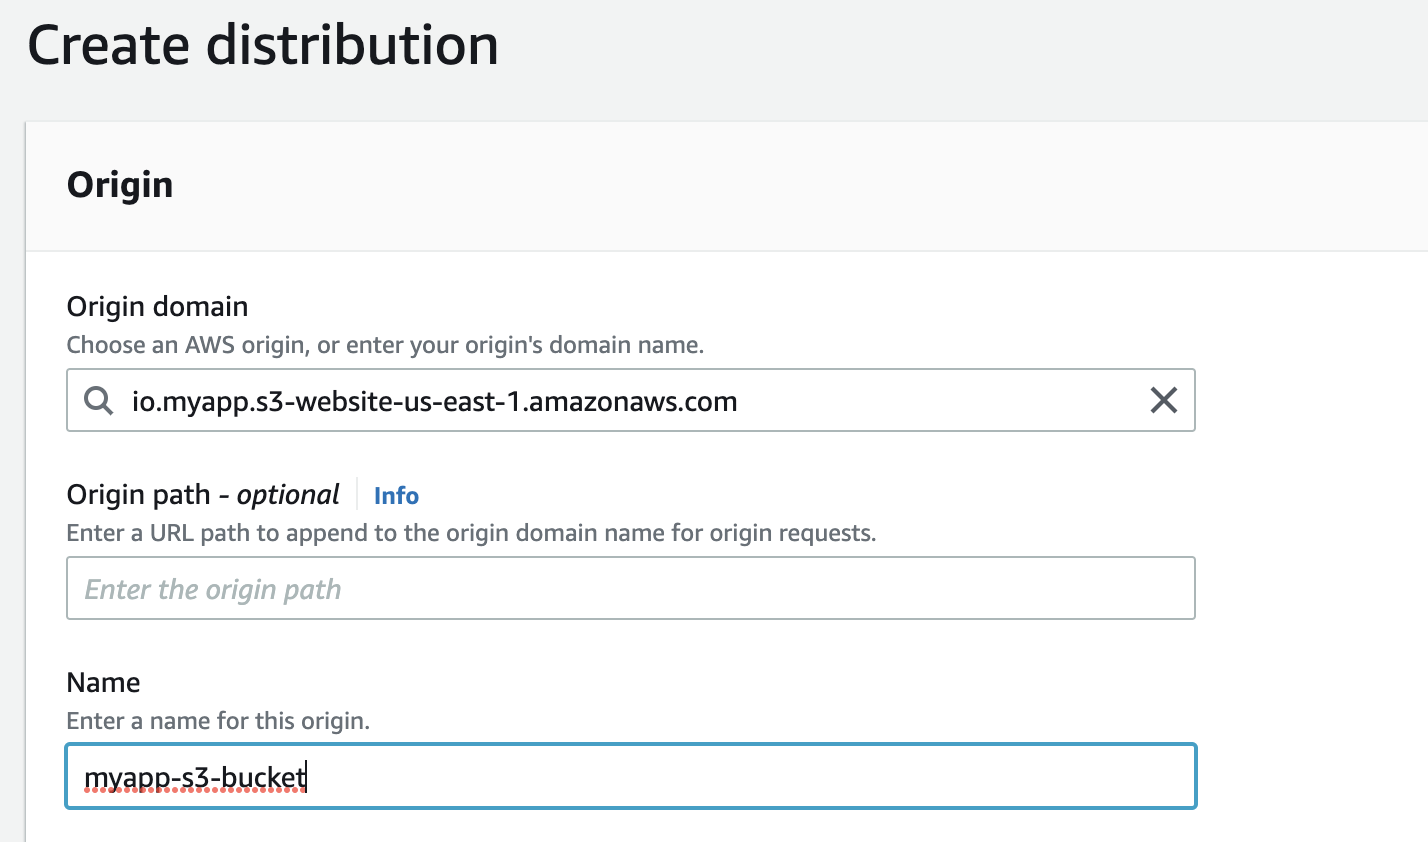 Create distribution
Origin
Origin domain
Choose an AWS origin, or enter your origin's domain name.
io.myapp.s3-website-us-east-1.amazonaws.com
Origin path - optional Info
Enter a URL path to append to the origin domain name for origin requests.
Enter the origin path
Name
Enter a name for this origin.
myapp-s3-bucket